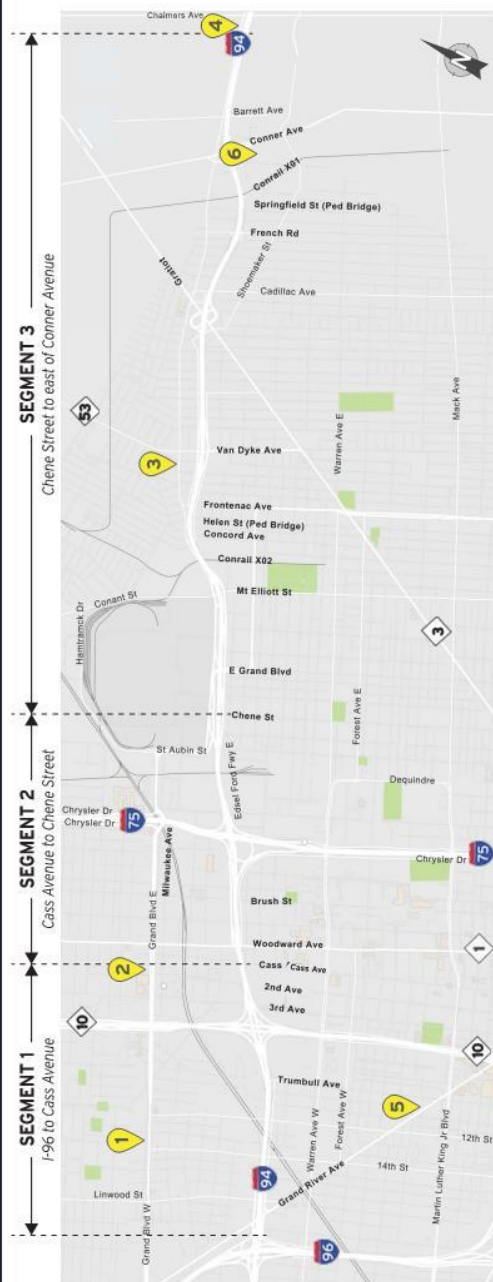 SEGMENT 1
I-96 to Cass Avenue
SEGMENT 2
Cass Avenue to Chene Street
SEGMENT 3
Chene Street to east of Conner Avenue
Chalmers Ave
4
94
Barrett Ave
Conner Ave
6
Conrail X01
Springfield St (Ped Bridge)
French Rd
Shoemaker St
Cadillac Ave
Gratiot
53
3
Van Dyke Ave
Warren Ave E
Mack Ave
Frontenac Ave
Helen St (Ped Bridge)
Concord Ave
Conrail X02
Mt Elliott St
Conant St
Hamtramck Dr
3
E Grand Blvd
Chene St
Forest Ave E
St Aubin St
Edsel Ford Fwy E
Dequindre
Chrysler Dr
Chrysler Dr
75
Milwaukee Ave
Grand Blvd E
Chrysler Dr
75
Brush St
Woodward Ave
1
2
Cass
Cass Ave
2nd Ave
3rd Ave
10
10
Trumbull Ave
Warren Ave W
Forest Ave W
5
1
Martin Luther King Jr Blvd
12th St
14th St
Linwood St
94
Grand River Ave
Grand Blvd W
96
N